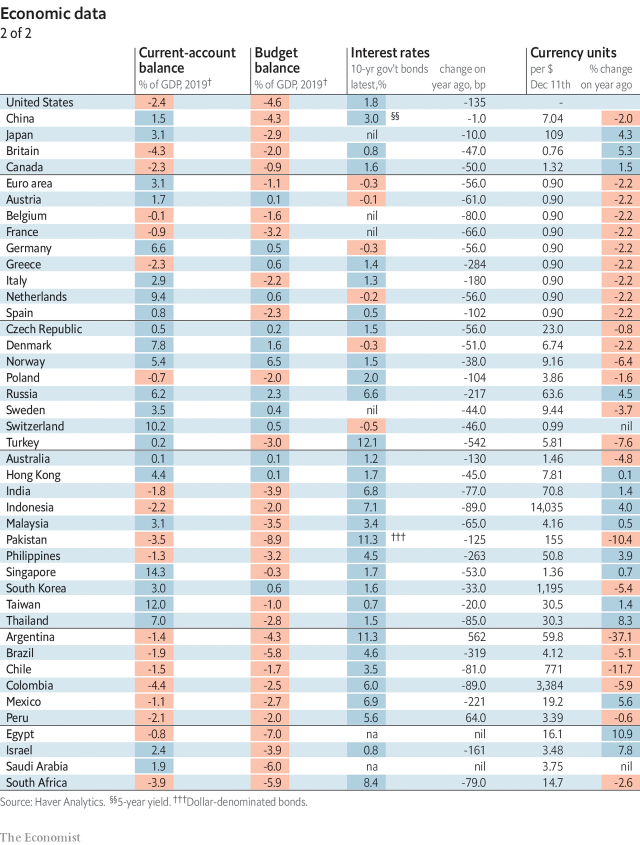 Economic data
2 of 2
Current-account Budget Interest rates Currency units
balance balance 10-yr gov't bonds change on per $ % change
% of GDP, 2019† % of GDP, 2019† latest,% year ago, bp Dec 11th on year ago
United States -2.4 -4.6 1.8 -135 -
China 1.5 -4.3 3.0 §§ -1.0 7.04 -2.0
Japan 3.1 -2.9 nil -10.0 109 4.3
Britain -4.3 -2.0 0.8 -47.0 0.76 5.3
Canada -2.3 -0.9 1.6 -50.0 1.32 1.5
Euro area 3.1 -1.1 -0.3 -56.0 0.90 -2.2
Austria 1.7 0.1 -0.1 -61.0 0.90 -2.2
Belgium -0.1 -1.6 nil -80.0 0.90 -2.2
France -0.9 -3.2 nil -66.0 0.90 -2.2
Germany 6.6 0.5 -0.3 -56.0 0.90 -2.2
Greece -2.3 0.6 1.4 -284 0.90 -2.2
Italy 2.9 -2.2 1.3 -180 0.90 -2.2
Netherlands 9.4 0.6 -0.2 -56.0 0.90 -2.2
Spain 0.8 -2.3 0.5 -102 0.90 -2.2
Czech Republic 0.5 0.2 1.5 -56.0 23.0 -0.8
Denmark 7.8 1.6 -0.3 -51.0 6.74 -2.2
Norway 5.4 6.5 1.5 -38.0 9.16 -6.4
Poland -0.7 -2.0 2.0 -104 3.86 -1.6
Russia 6.2 2.3 6.6 -217 63.6 4.5
Sweden 3.5 0.4 nil -44.0 9.44 -3.7
Switzerland 10.2 0.5 -0.5 -46.0 0.99 nil
Turkey 0.2 -3.0 12.1 -542 5.81 -7.6
Australia 0.1 0.1 1.2 -130 1.46 -4.8
Hong Kong 4.4 0.1 1.7 -45.0 7.81 0.1
India -1.8 -3.9 6.8 -77.0 70.8 1.4
Indonesia -2.2 -2.0 7.1 -89.0 14,035 4.0
Malaysia 3.1 -3.5 3.4 -65.0 4.16 0.5
Pakistan -3.5 -8.9 11.3 ††† -125 155 -10.4
Philippines -1.3 -3.2 4.5 -263 50.8 3.9
Singapore 14.3 -0.3 1.7 -53.0 1.36 0.7
South Korea 3.0 0.6 1.6 -33.0 1,195 -5.4
Taiwan 12.0 -1.0 0.7 -20.0 30.5 1.4
Thailand 7.0 -2.8 1.5 -85.0 30.3 8.3
Argentina -1.4 -4.3 11.3 562 59.8 -37.1
Brazil -1.9 -5.8 4.6 -319 4.12 -5.1
Chile -1.5 -1.7 3.5 -81.0 771 -11.7
Colombia -4.4 -2.5 6.0 -89.0 3,384 -5.9
Mexico -1.1 -2.7 6.9 -221 19.2 5.6
Peru -2.1 -2.0 5.6 64.0 3.39 -0.6
Egypt -0.8 -7.0 na nil 16.1 10.9
Israel 2.4 -3.9 0.8 -161 3.48 7.8
Saudi Arabia 1.9 -6.0 na nil 3.75 nil
South Africa -3.9 -5.9 8.4 -79.0 14.7 -2.6
Source: Haver Analytics. §§5-year yield. †††Dollar-denominated bonds.
The Economist